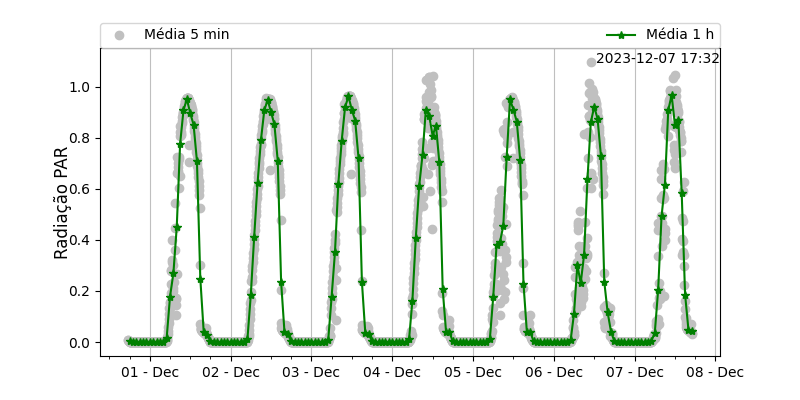 Média 5 min
Média 1 h
2023-12-07 17:32
Radiação PAR
1.0
0.8
0.6
0.4
0.2
0.0
01 - Dec
02 - Dec
03 - Dec
04 - Dec
05 - Dec
06 - Dec
07 - Dec
08 - Dec